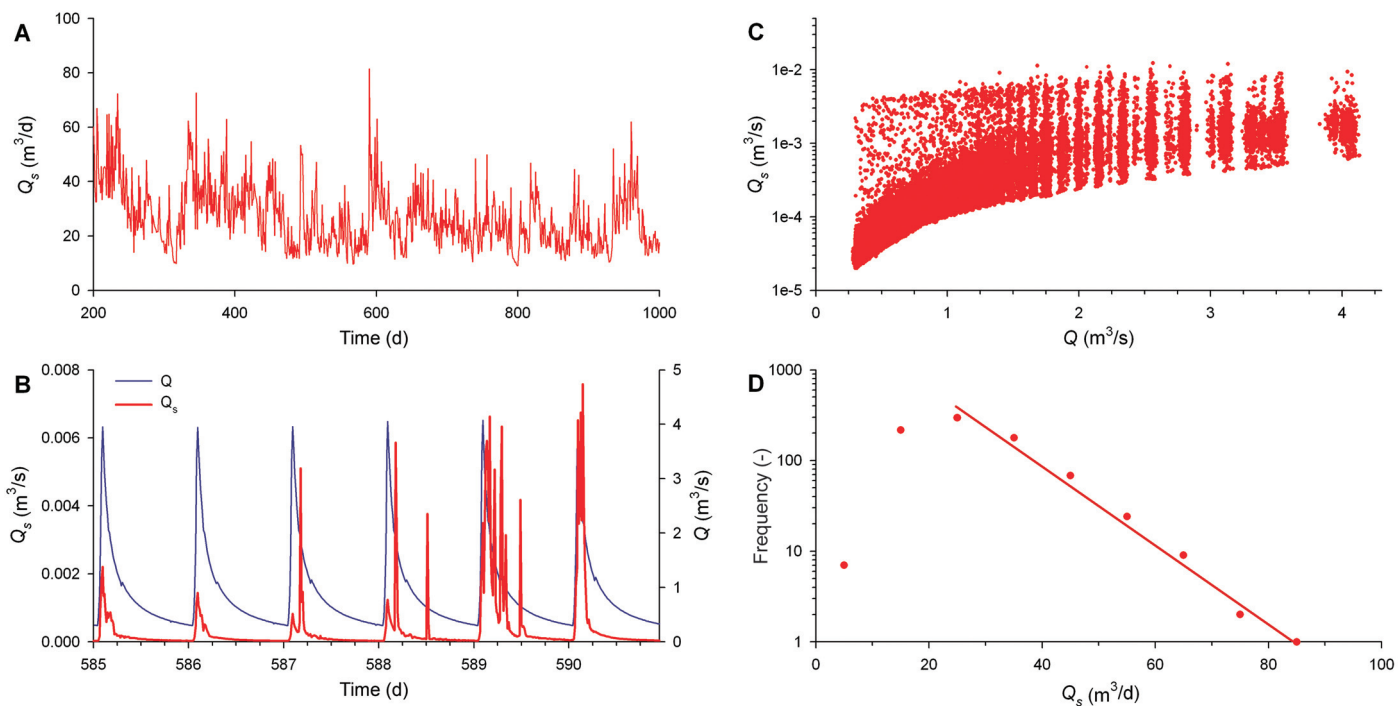 A
100
80
60
40
20
0
Qs (m3/d)
200
400
600
800
1000
Time (d)
B
Q
Qs
0.008
0.006
0.004
0.002
0.000
Qs (m3/s)
5
4
3
2
1
0
Q (m3/s)
585
586
587
588
589
590
Time (d)
C
1e-2
1e-3
1e-4
1e-5
Qs (m3/s)
0
1
2
3
4
Q (m3/s)
D
1000
100
10
1
Frequency (-)
0
20
40
60
80
100
Qs (m3/d)